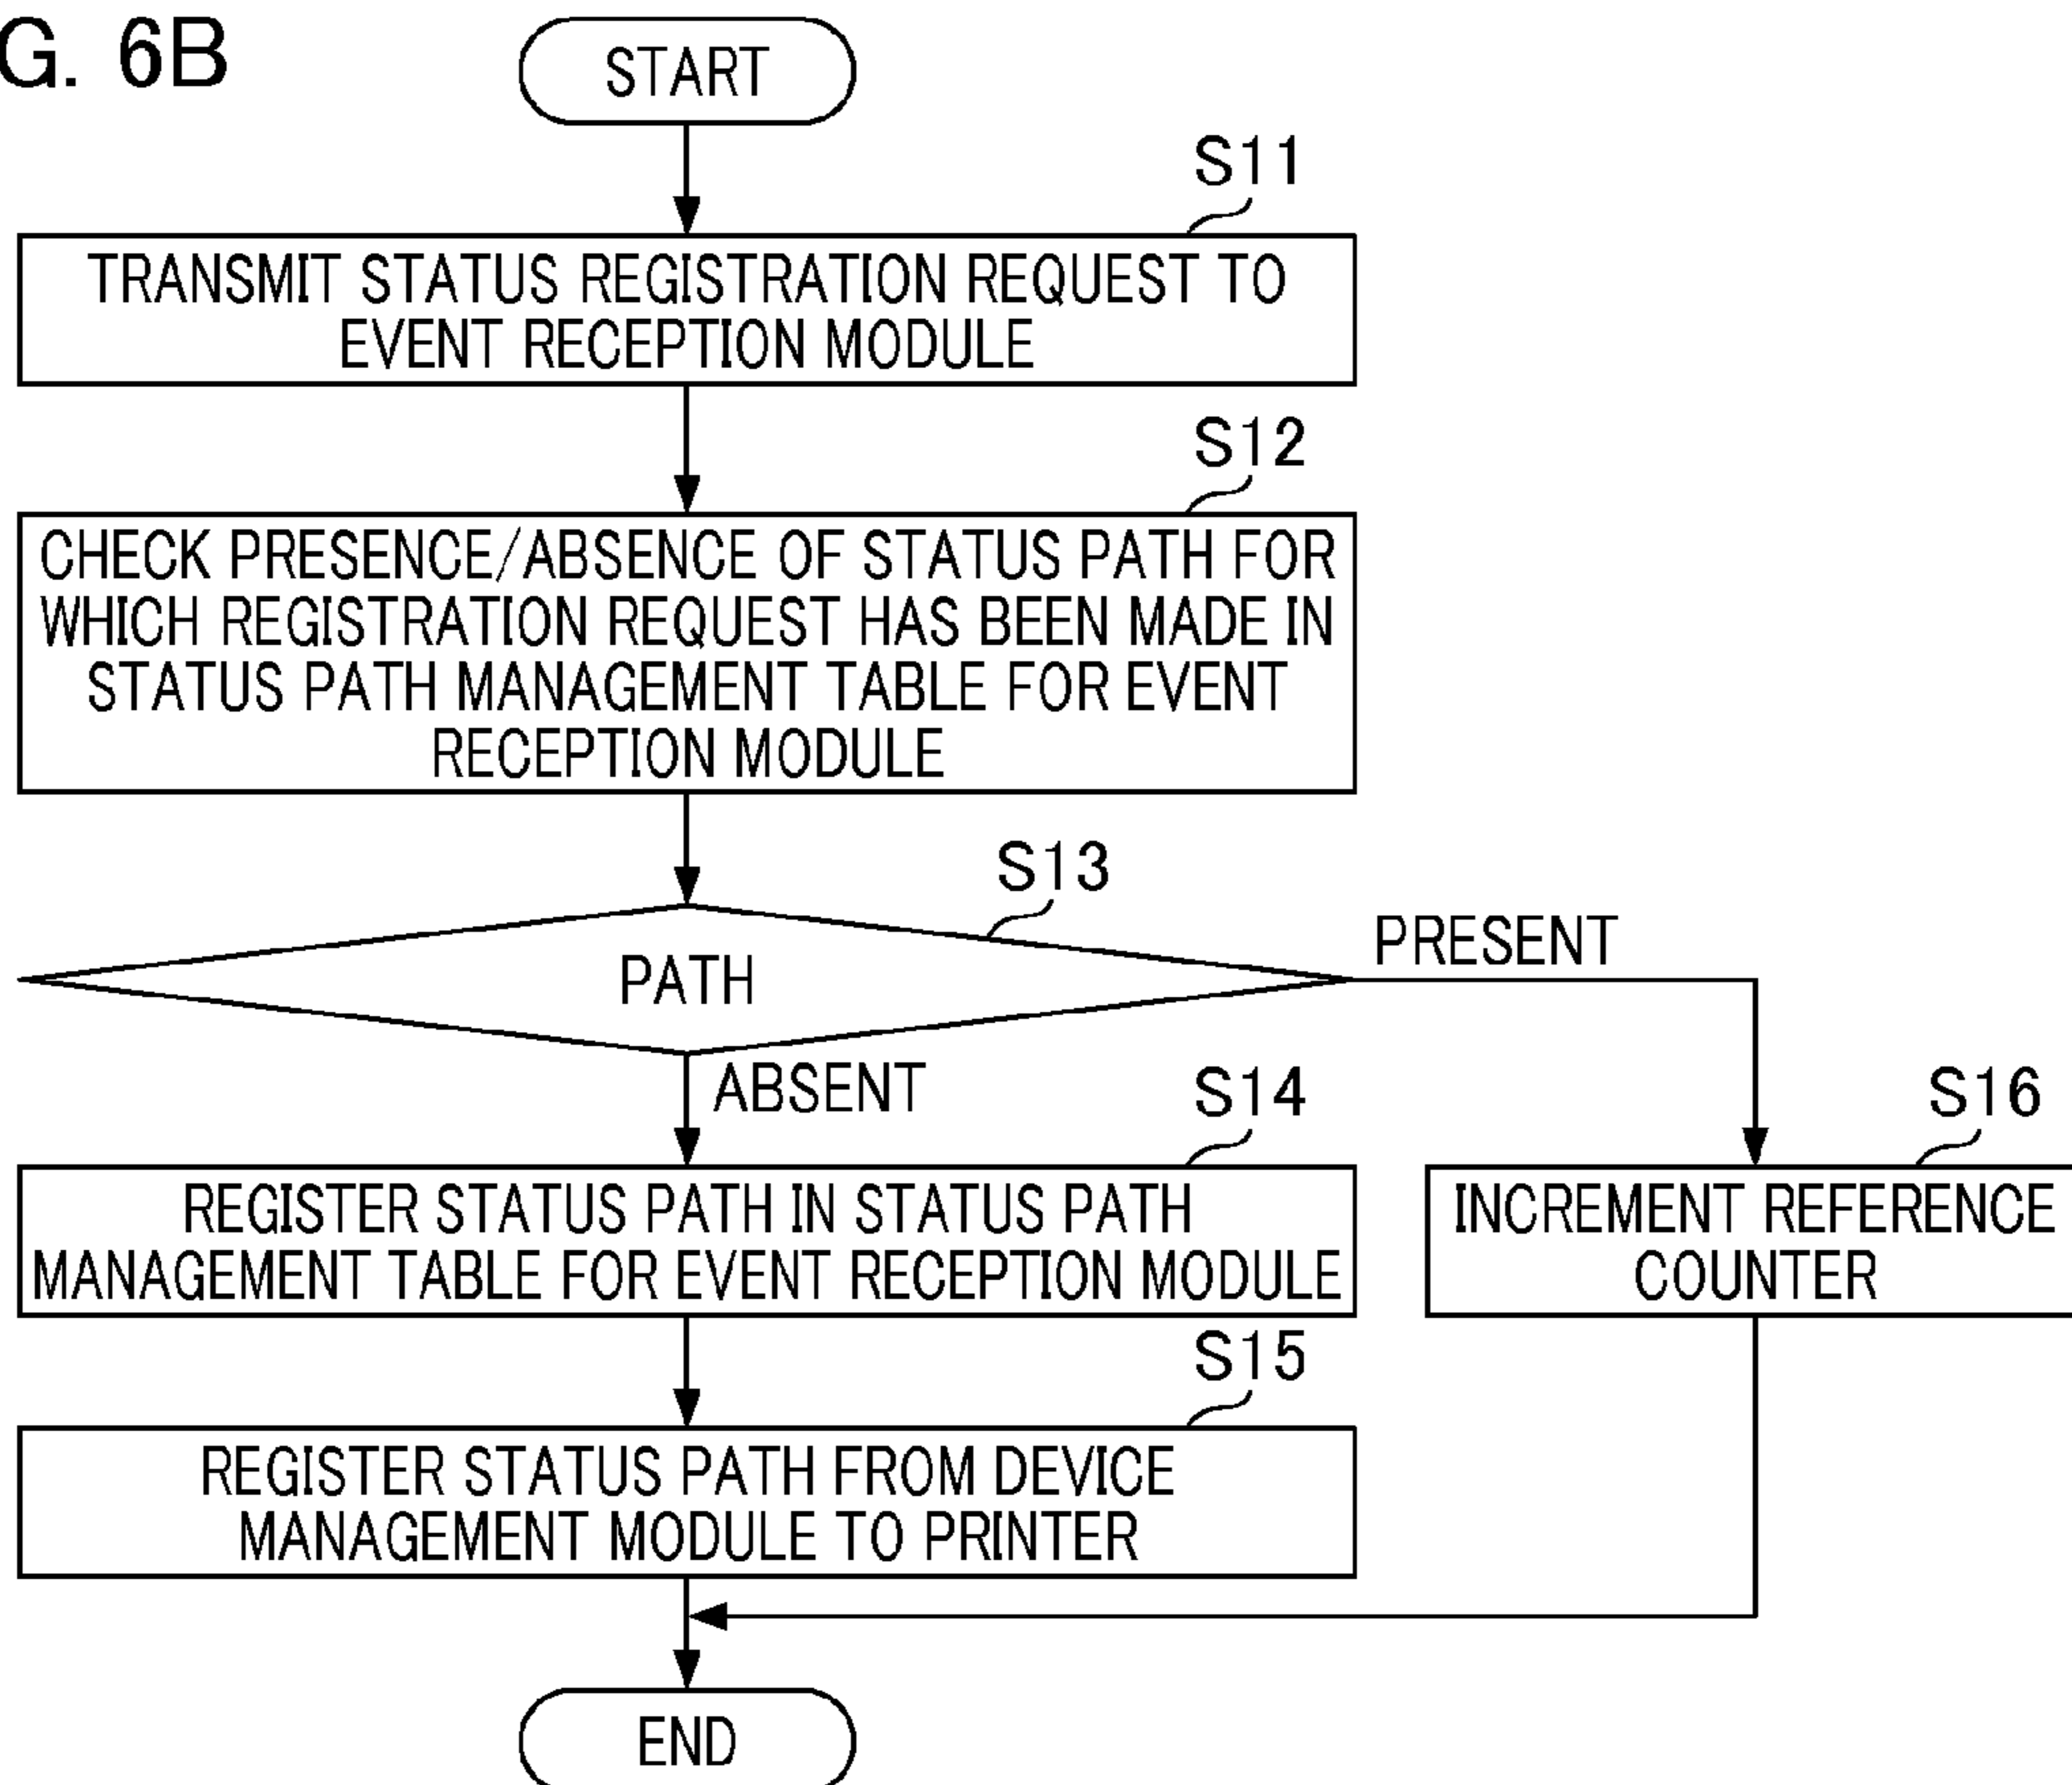 G. 6B
START
S11
TRANSMIT STATUS REGISTRATION REQUEST TO
EVENT RECEPTION MODULE
S12
CHECK PRESENCE/ABSENCE OF STATUS PATH FOR
WHICH REGISTRATION REQUEST HAS BEEN MADE IN
STATUS PATH MANAGEMENT TABLE FOR EVENT
RECEPTION MODULE
S13
PATH
PRESENT
ABSENT
S14
REGISTER STATUS PATH IN STATUS PATH
MANAGEMENT TABLE FOR EVENT RECEPTION MODULE
S16
INCREMENT REFERENCE
COUNTER
S15
REGISTER STATUS PATH FROM DEVICE
MANAGEMENT MODULE TO PRINTER
END